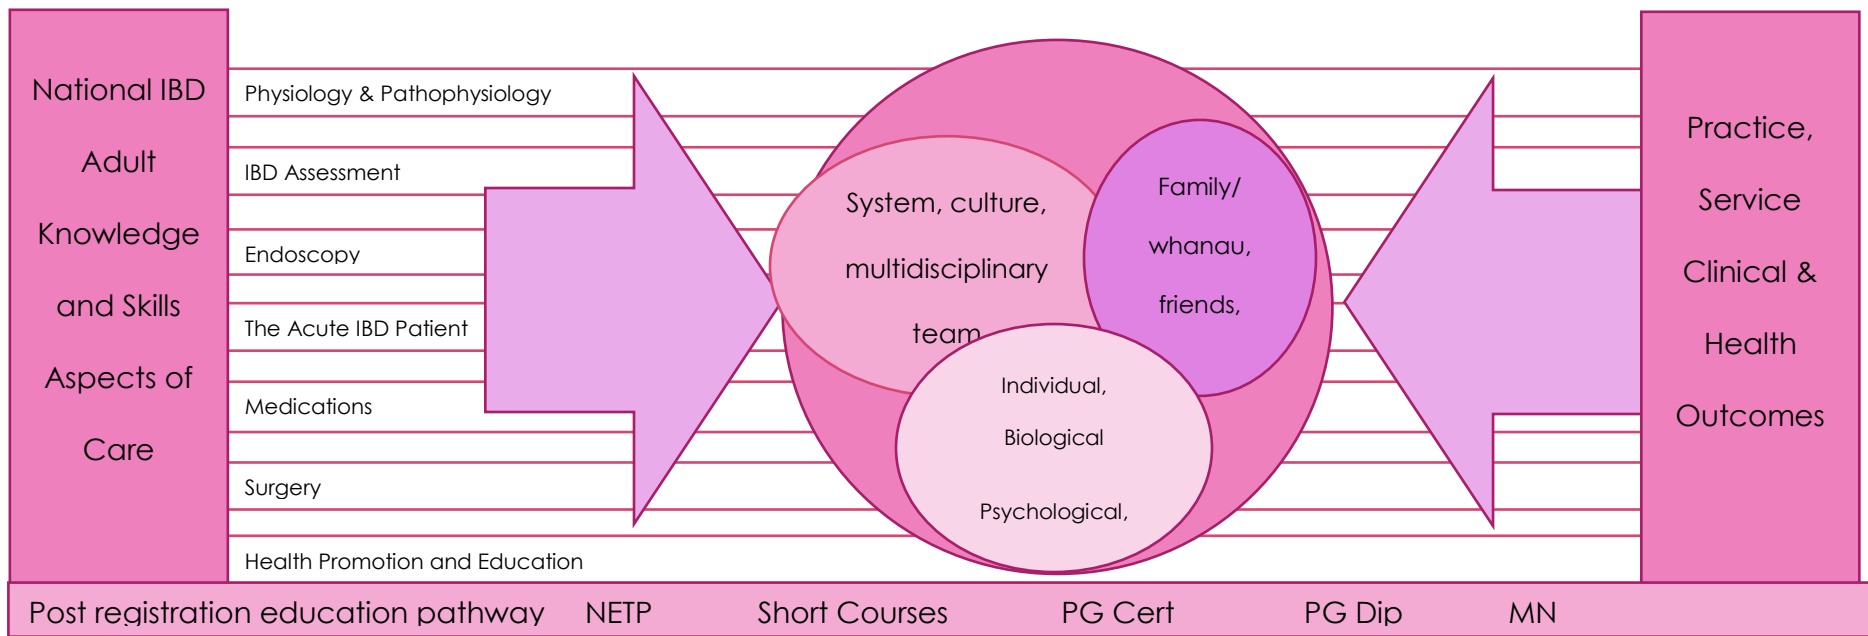 National IBD
Adult
Knowledge
and Skills
Aspects of
Care
Physiology & Pathophysiology
IBD Assessment
Endoscopy
The Acute IBD Patient
Medications
Surgery
Health Promotion and Education
System, culture,
multidisciplinary
team
Family/
whanau,
friends,
Individual,
Biological
Psychological,
Practice,
Service
Clinical &
Health
Outcomes
Post registration education pathway NETP Short Courses PG Cert PG Dip MN